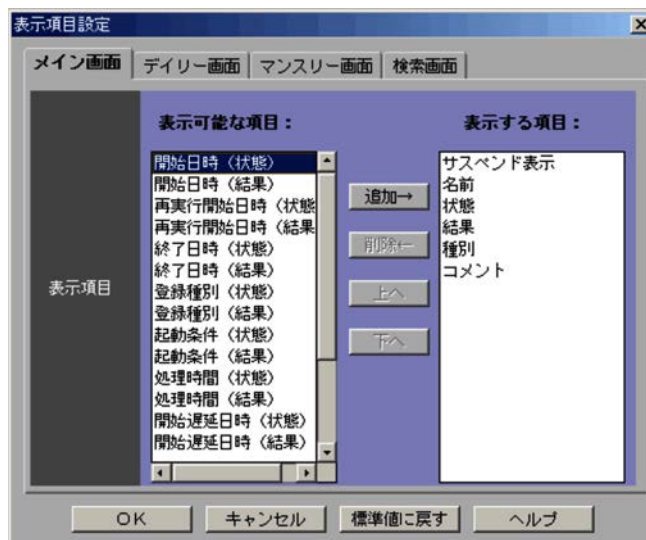 表示項目設定
メイン画面 デイリー画面 マンスリー画面 検索画面
表示項目
表示可能な項目：
開始日時（状態）
開始日時（結果）
再実行開始日時（状態
再実行開始日時（結果
終了日時（状態）
終了日時（結果）
登録種別（状態）
登録種別（結果）
起動条件（状態）
起動条件（結果）
処理時間（状態）
処理時間（結果）
開始遅延日時（状態）
開始遅延日時（結果）
追加→
削除←
上へ
下へ
表示する項目：
サスペンド表示
名前
状態
結果
種別
コメント
OK キャンセル 標準値に戻す ヘルプ